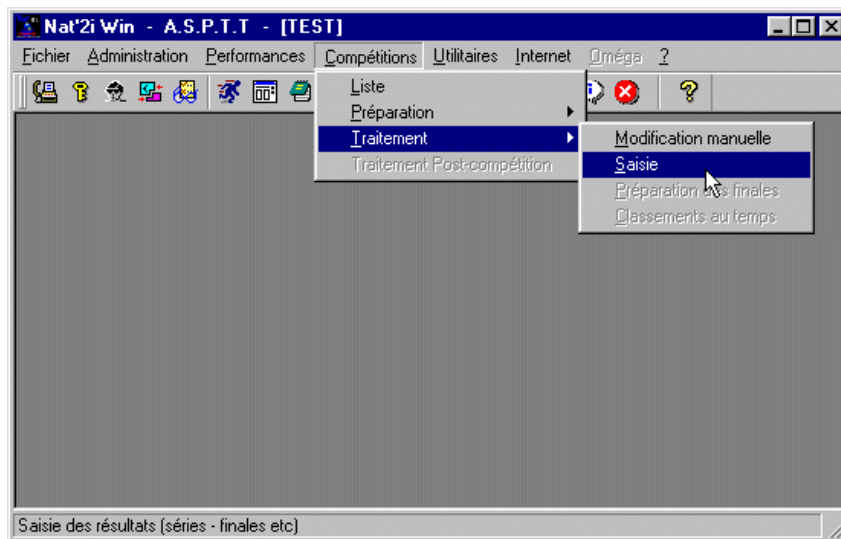 Nat'2i Win - A.S.P.T.T - [TEST]
Fichier Administration Performances Compétitions Utilitaires Internet Oméga ?
Liste
Préparation
Traitement
Traitement Post-compétition
Modification manuelle
Saisie
Préparation des finales
Classements au temps
Saisie des résultats (séries - finales etc)